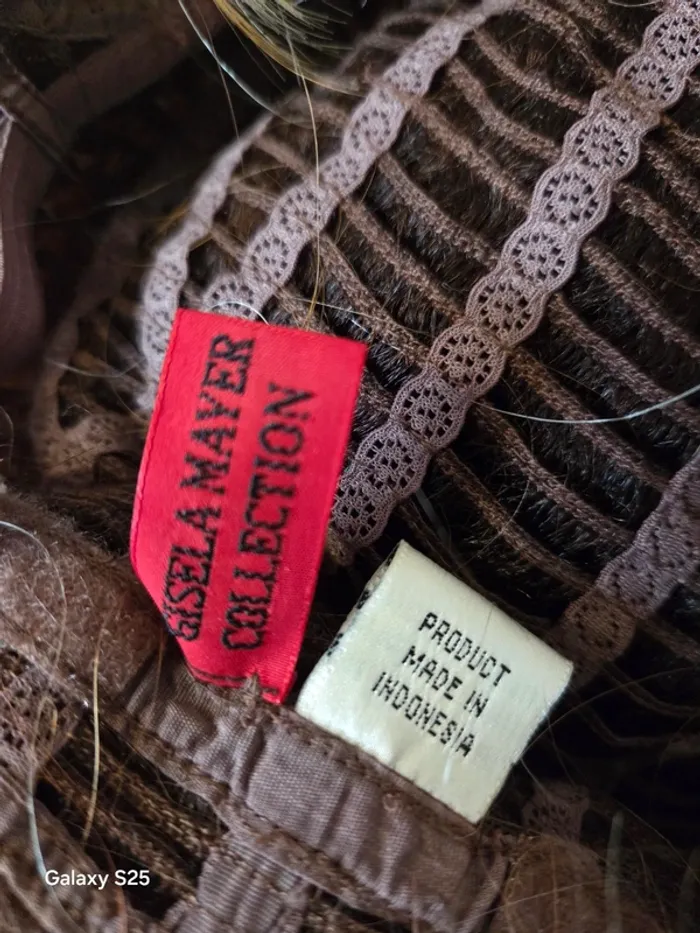 GISELA MAYER
COLLECTION
PRODUCT
MADE IN
INDONESIA
Galaxy S25